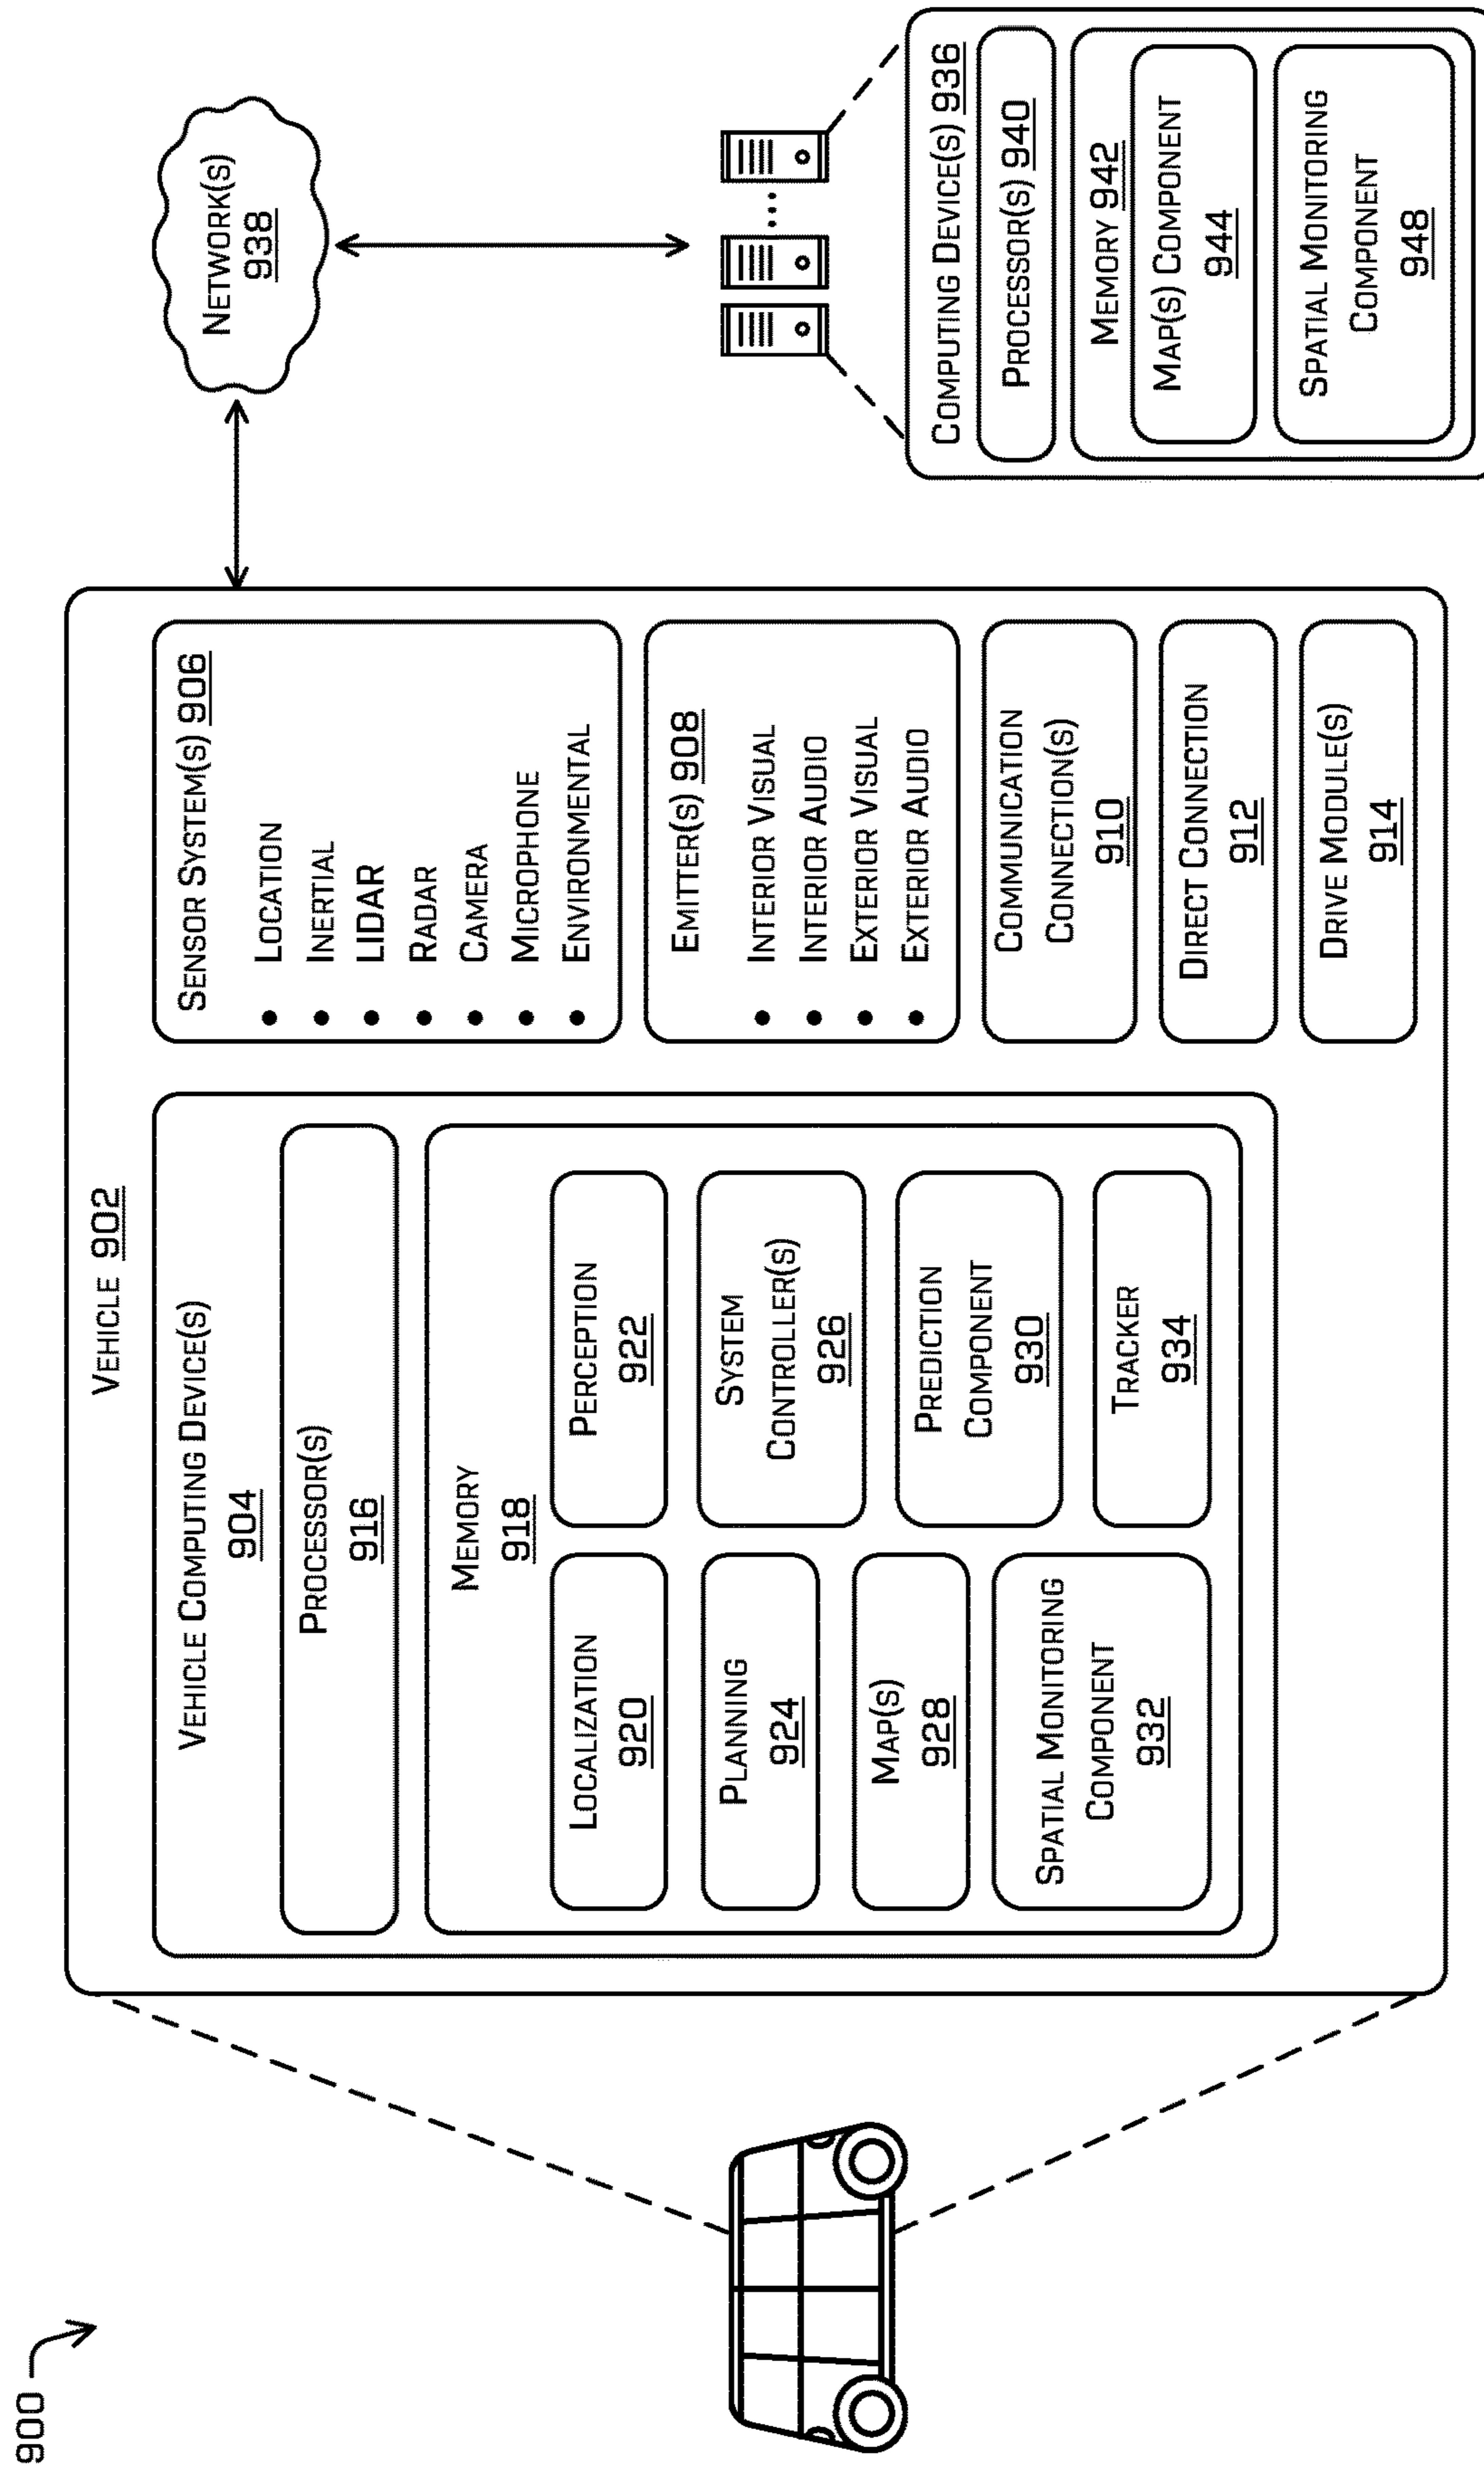 900
VEHICLE 902
VEHICLE COMPUTING DEVICE(S)
904
PROCESSOR(S)
916
MEMORY
918
LOCALIZATION
920
PERCEPTION
922
PLANNING
924
SYSTEM
CONTROLLER(S)
926
MAP(S)
928
PREDICTION
COMPONENT
930
SPATIAL MONITORING
COMPONENT
932
TRACKER
934
SENSOR SYSTEM(S) 906
• LOCATION
• INERTIAL
• LIDAR
• RADAR
• CAMERA
• MICROPHONE
• ENVIRONMENTAL
EMITTER(S) 908
• INTERIOR VISUAL
• INTERIOR AUDIO
• EXTERIOR VISUAL
• EXTERIOR AUDIO
COMMUNICATION
CONNECTION(S)
910
DIRECT CONNECTION
912
DRIVE MODULE(S)
914
NETWORK(S)
938
COMPUTING DEVICE(S) 936
PROCESSOR(S) 940
MEMORY 942
MAP(S) COMPONENT
944
SPATIAL MONITORING
COMPONENT
948